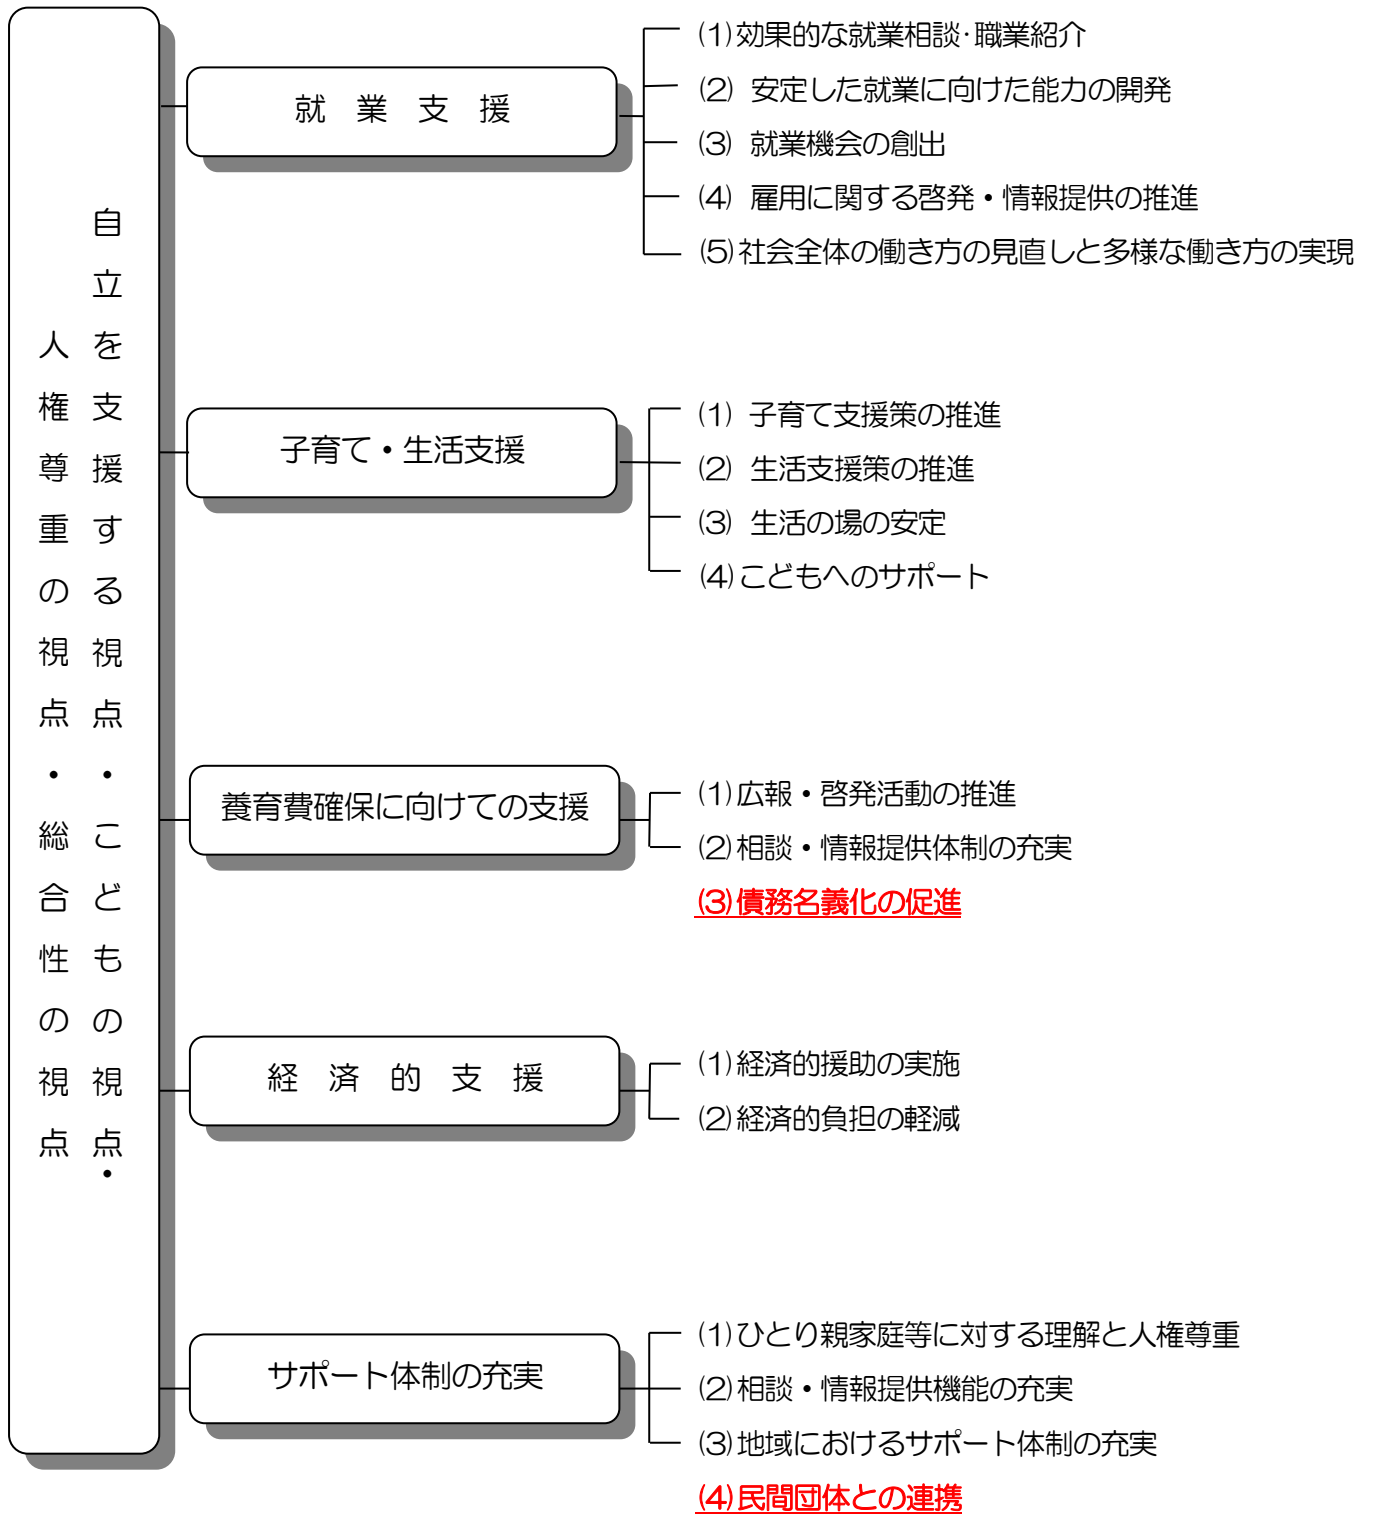 自立を支援する視点・こどもの視点・
人権尊重の視点・総合性の視点
就業支援
(1)効果的な就業相談・職業紹介
(2) 安定した就業に向けた能力の開発
(3) 就業機会の創出
(4) 雇用に関する啓発・情報提供の推進
(5)社会全体の働き方の見直しと多様な働き方の実現
子育て・生活支援
(1) 子育て支援策の推進
(2) 生活支援策の推進
(3) 生活の場の安定
(4)こどもへのサポート
養育費確保に向けての支援
(1)広報・啓発活動の推進
(2)相談・情報提供体制の充実
(3)債務名義化の促進
経済的支援
(1)経済的援助の実施
(2)経済的負担の軽減
サポート体制の充実
(1)ひとり親家庭等に対する理解と人権尊重
(2)相談・情報提供機能の充実
(3)地域におけるサポート体制の充実
(4)民間団体との連携